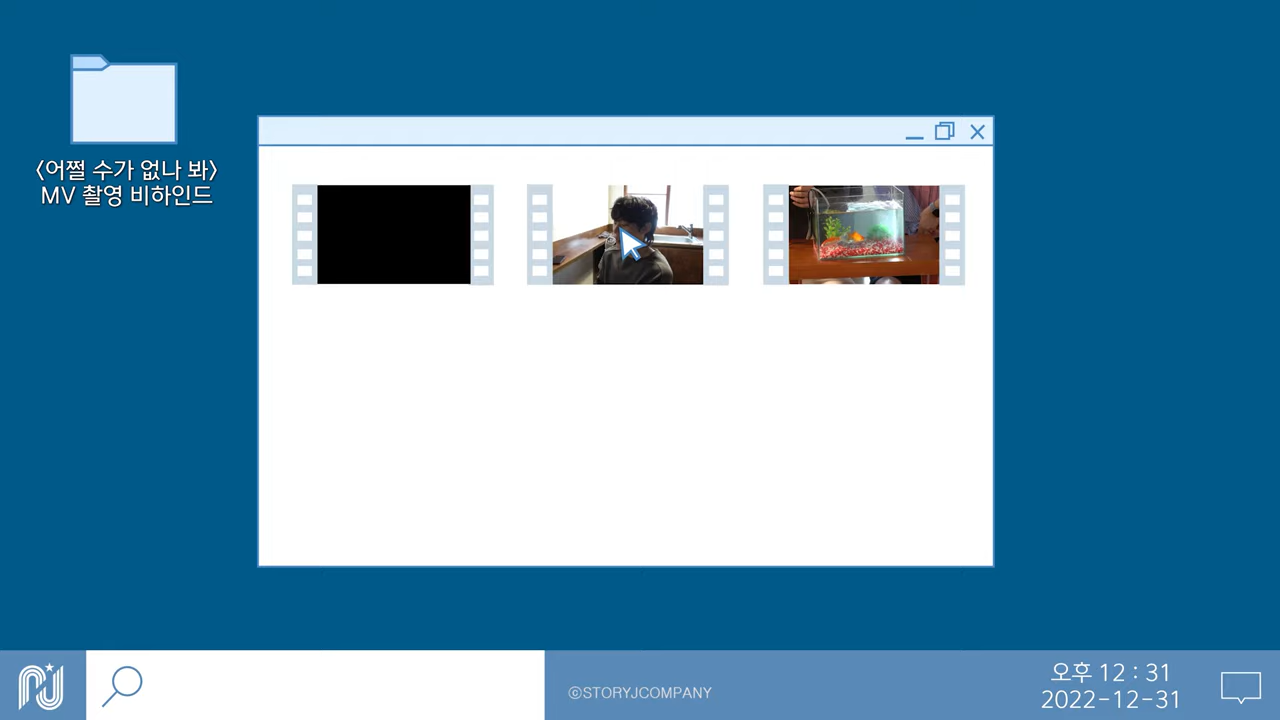 〈어쩔 수가 없나 봐〉
MV 촬영 비하인드
ⓒSTORYJCOMPANY
오후 12 : 31
2022-12-31